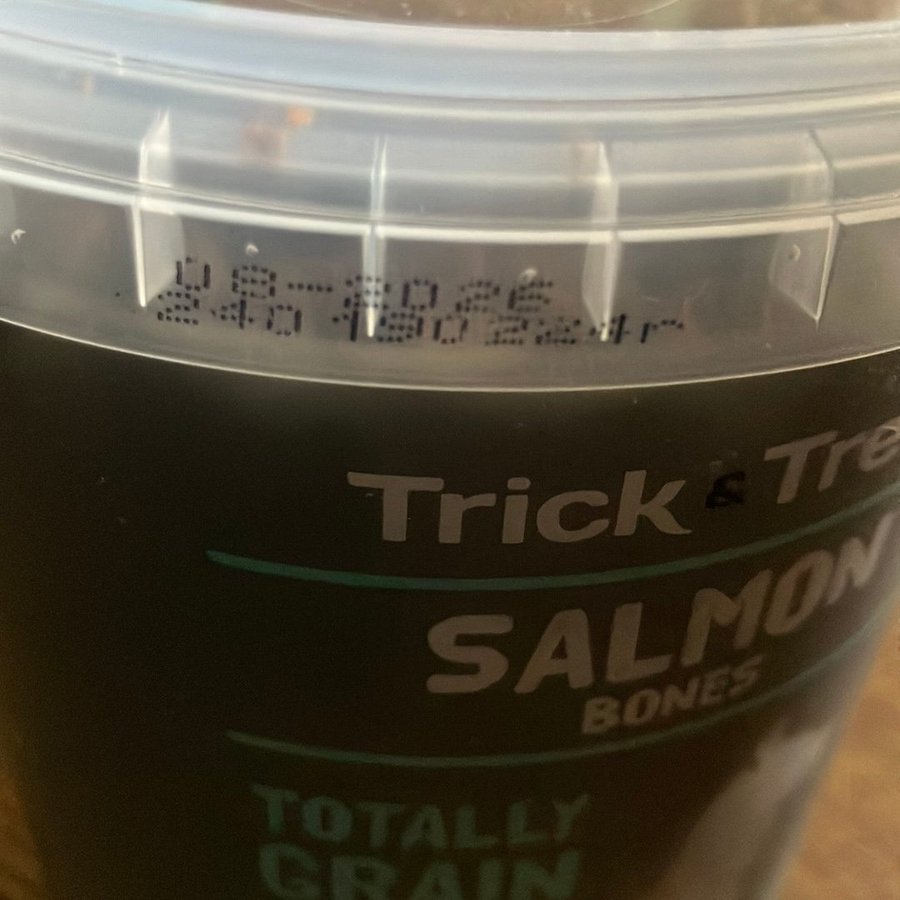 08-2026
Trick & Tre
SALMON
BONES
TOTALLY
GRAIN